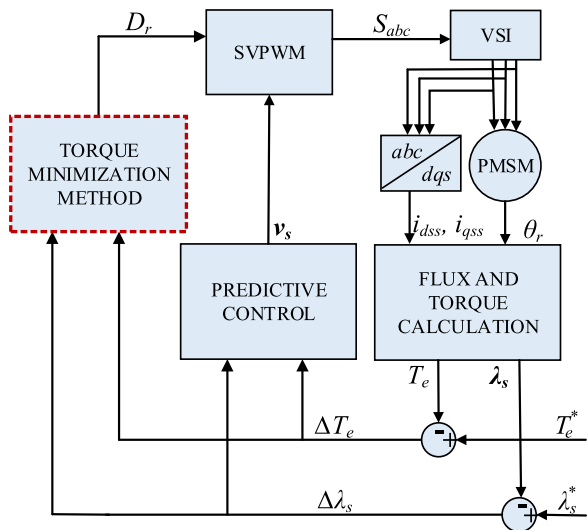 D_r
SVPWM
S_abc
VSI
TORQUE
MINIMIZATION
METHOD
abc
dqs
PMSM
v_s
i_dss, i_qss
θ_r
PREDICTIVE
CONTROL
FLUX AND
TORQUE
CALCULATION
T_e
λ_s
ΔT_e
-
+
T_e^*
Δλ_s
-
+
λ_s^*